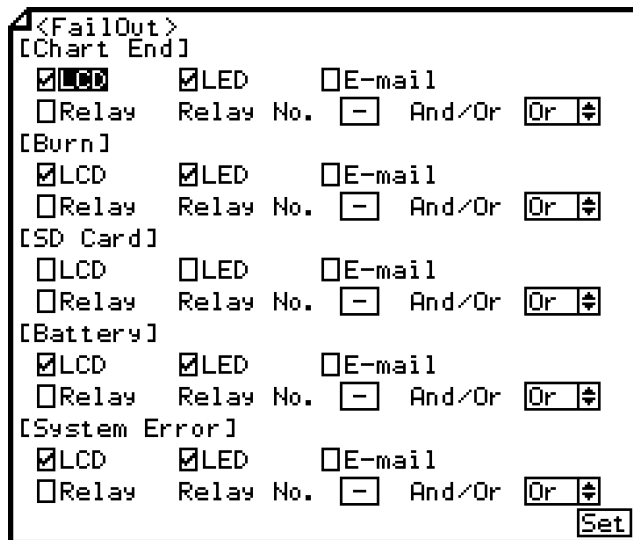 <FailOut>
[Chart End]
☑LCD ☑LED ☐E-mail
☐Relay Relay No. - And/Or Or
[Burn]
☑LCD ☑LED ☐E-mail
☐Relay Relay No. - And/Or Or
[SD Card]
☐LCD ☐LED ☐E-mail
☐Relay Relay No. - And/Or Or
[Battery]
☑LCD ☑LED ☐E-mail
☐Relay Relay No. - And/Or Or
[System Error]
☑LCD ☑LED ☐E-mail
☐Relay Relay No. - And/Or Or
Set